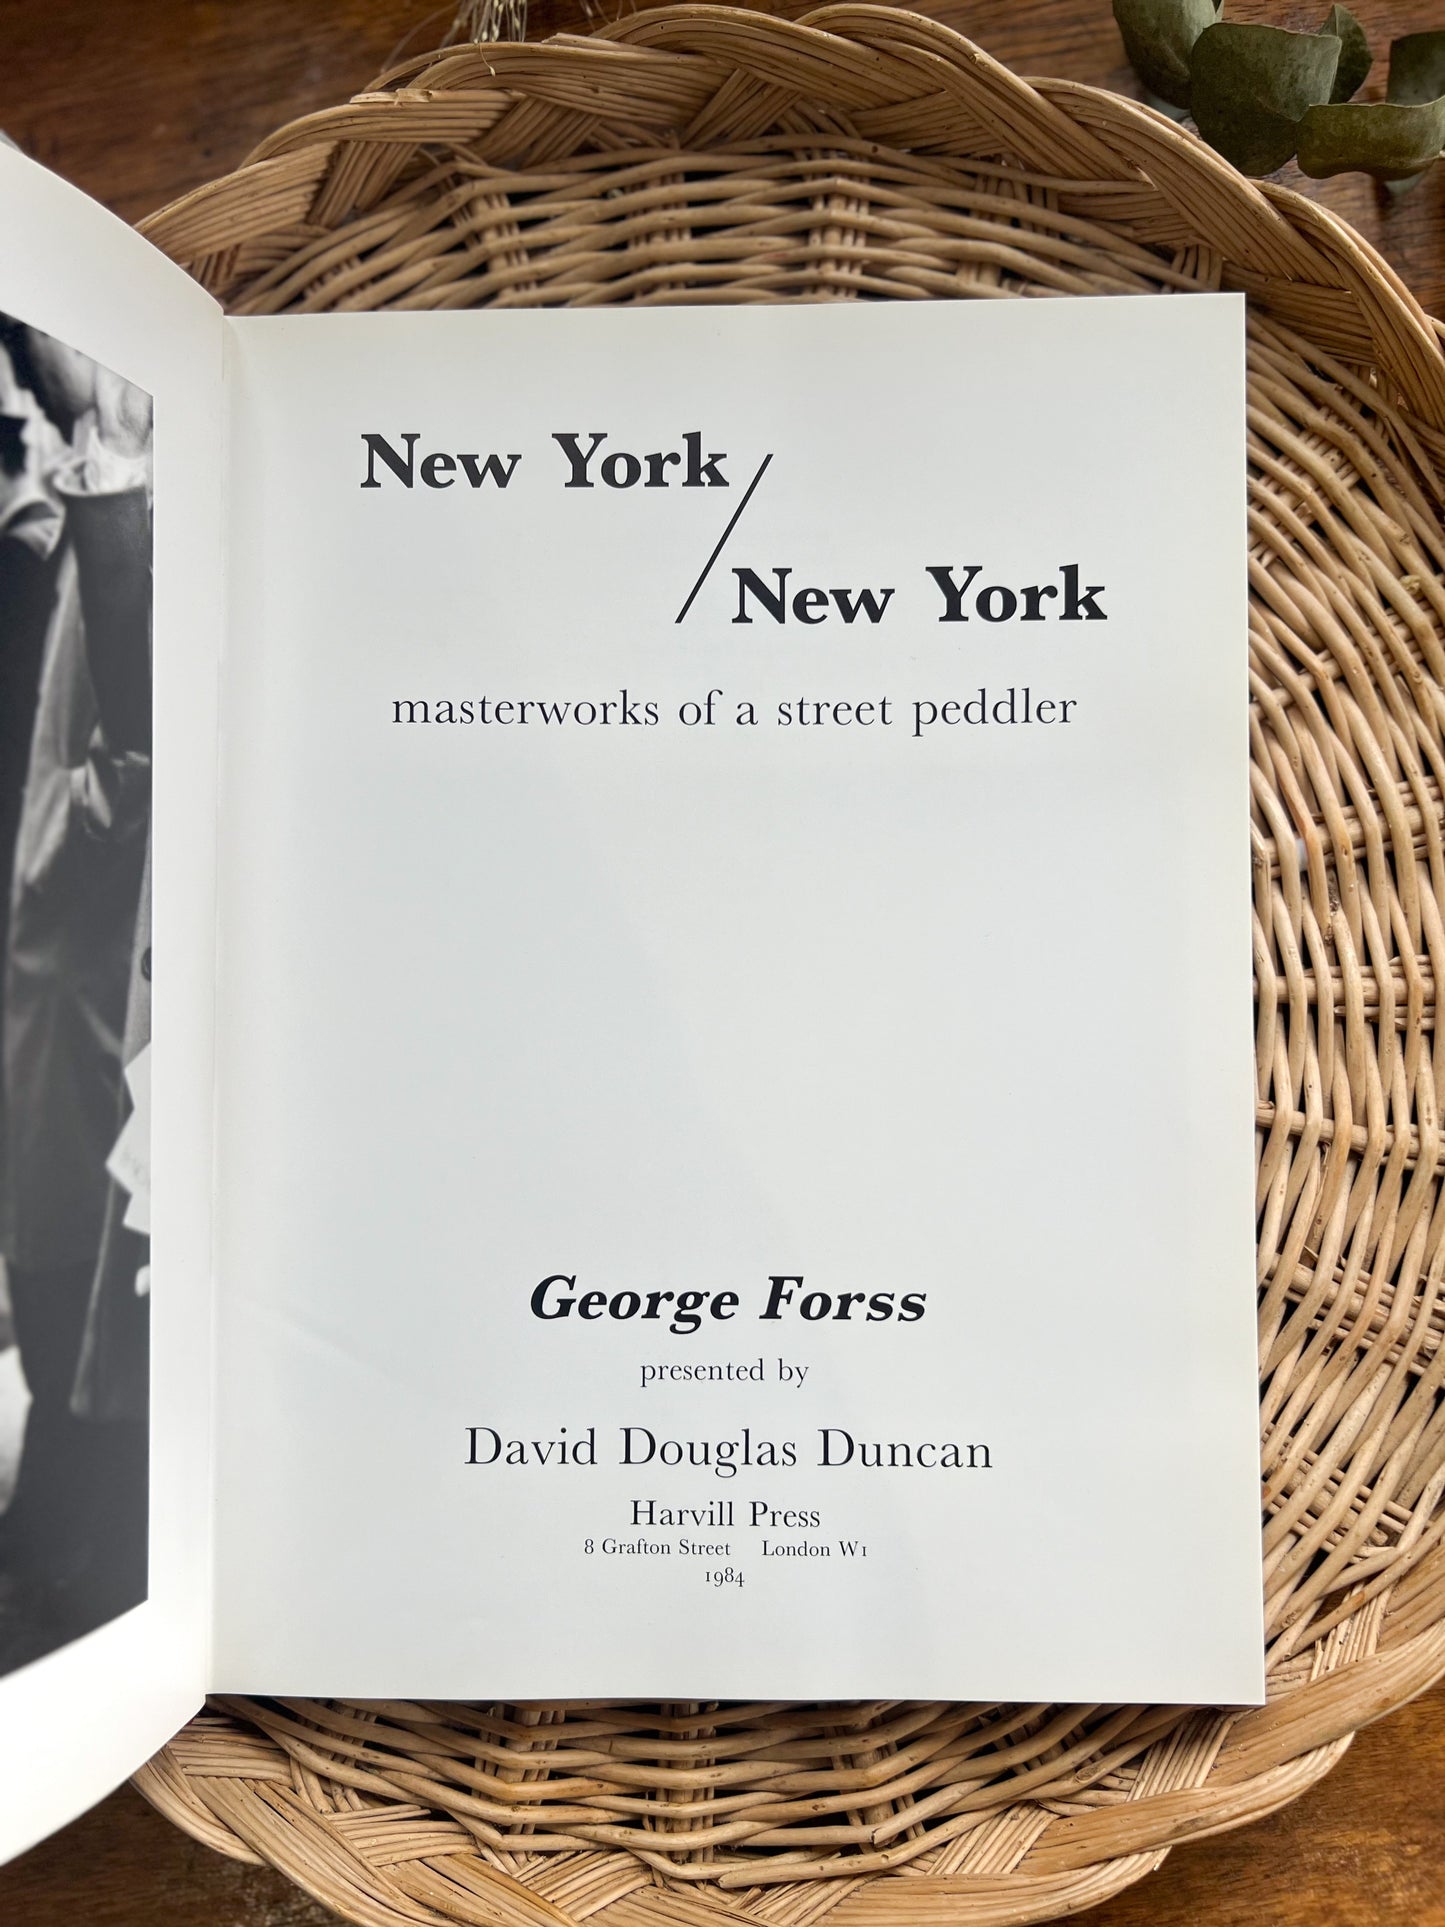 New York
/
New York
masterworks of a street peddler
George Forss
presented by
David Douglas Duncan
Harvill Press
8 Grafton Street London W1
1984